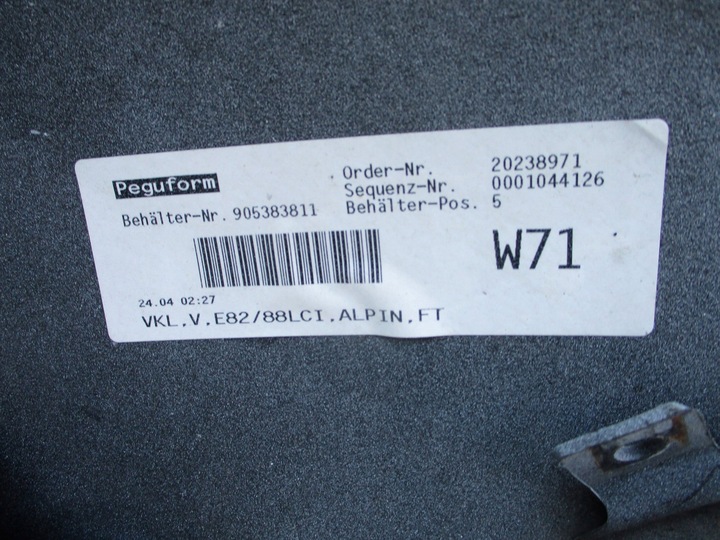 Peguform
Order-Nr. 20238971
Sequenz-Nr. 0001044126
Behälter-Nr. 905383811 Behälter-Pos. 5
W71
24.04 02:27
VKL.V.E82/88LCI.ALPIN.FT